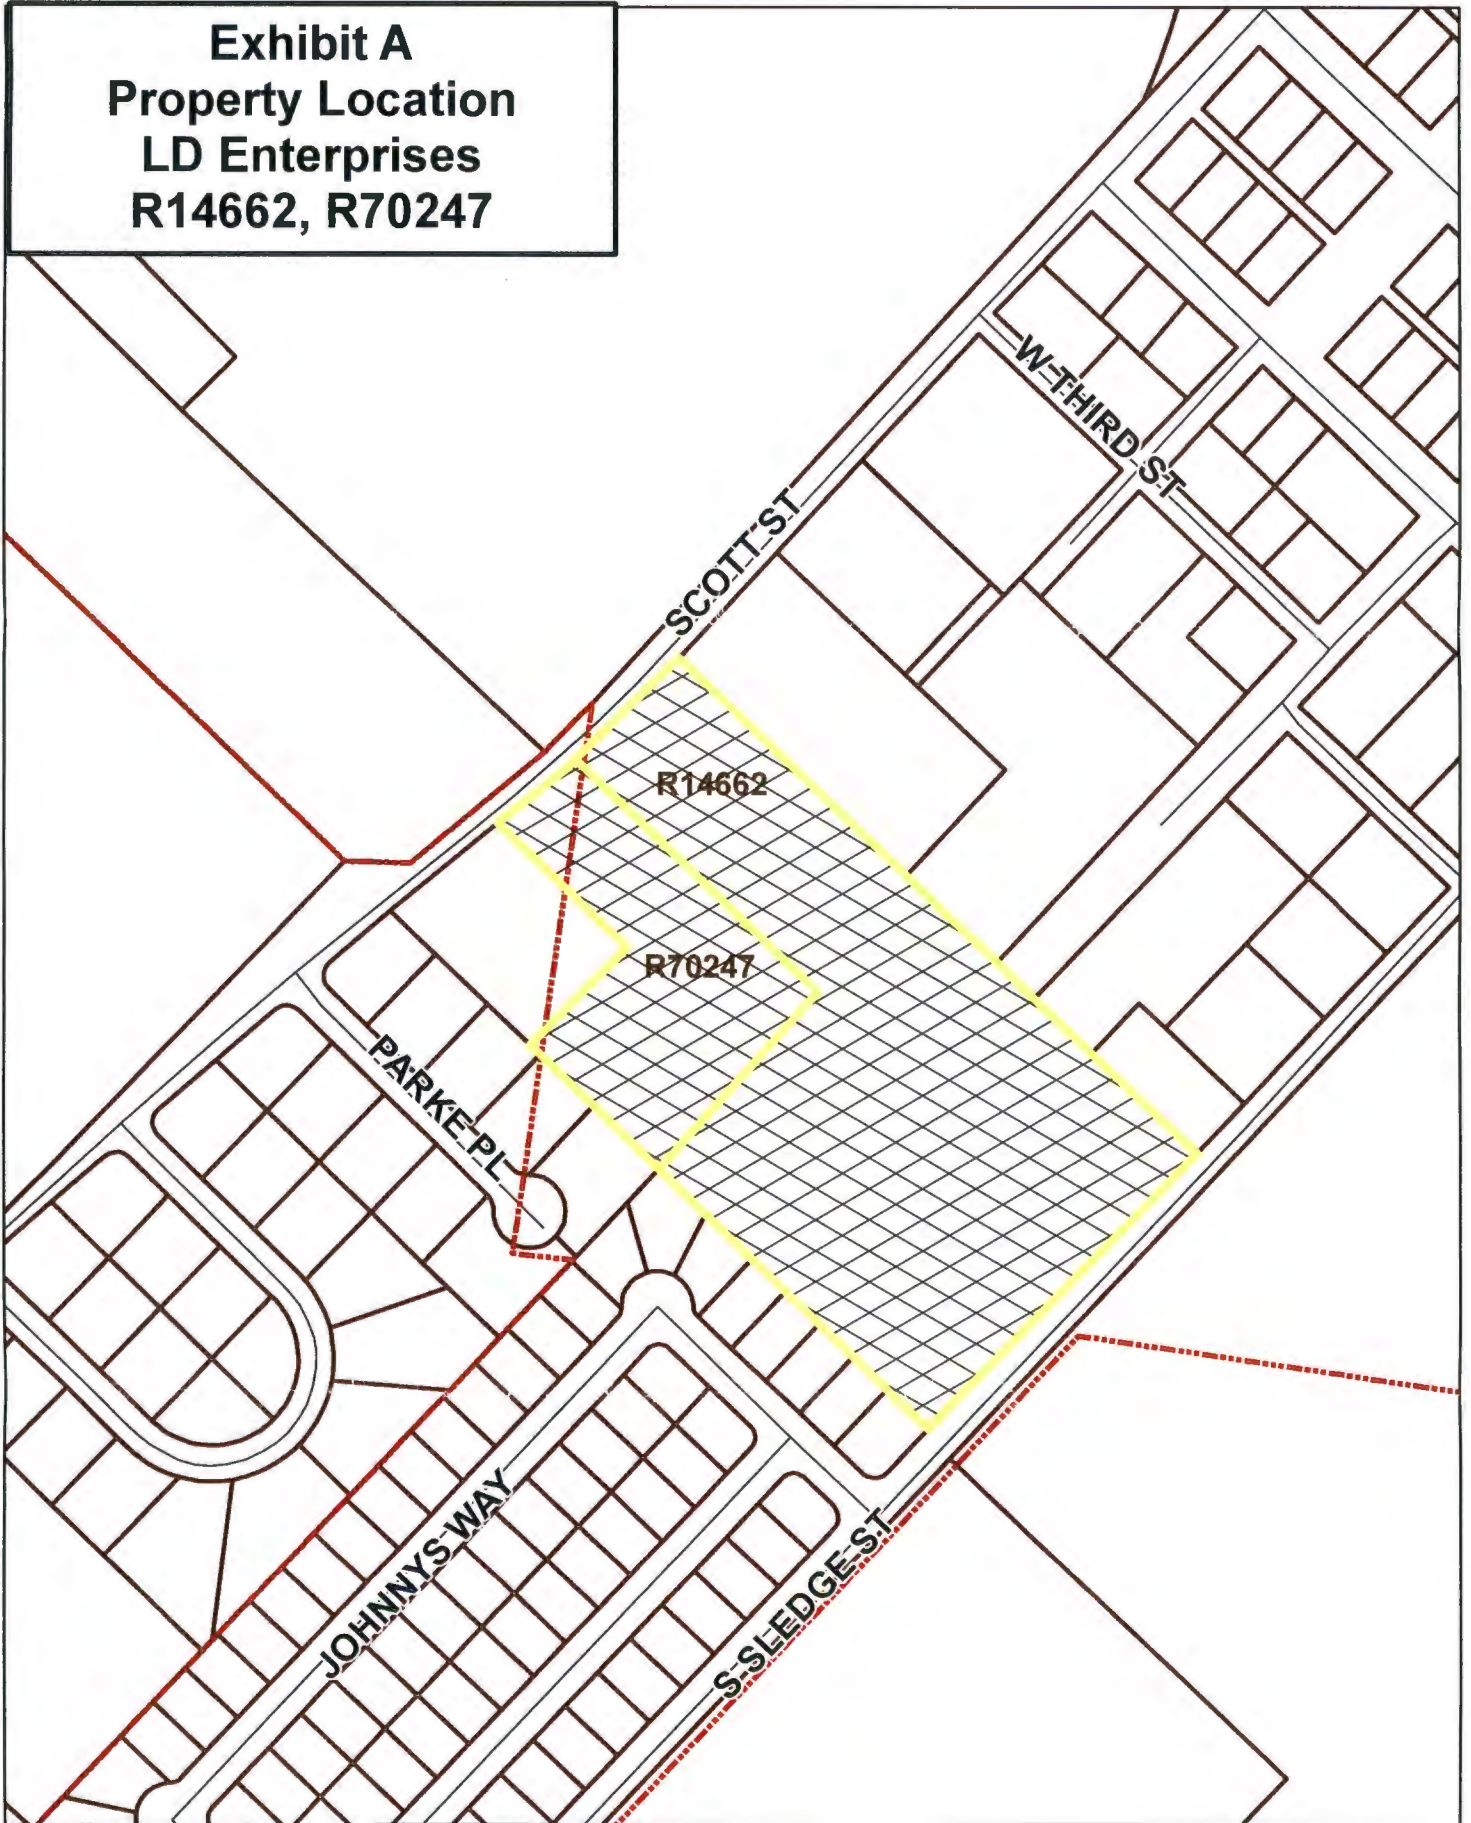 Exhibit A
Property Location
LD Enterprises
R14662, R70247
W THIRD ST
SCOTT ST
R14662
R70247
PARKE PL
JOHNNYS WAY
S SLEDGE ST